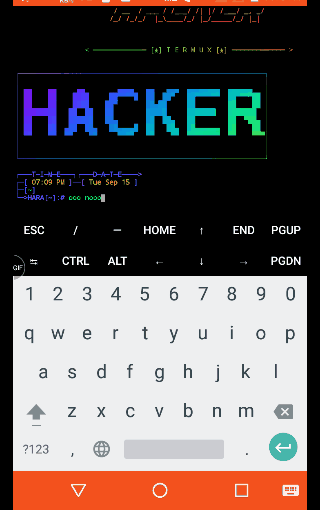 [★] T E R M U X [★]
HACKER
T-I-M-E D-A-T-E
[ 07:09 PM ] [ Tue Sep 15 ]
[~]
HARA[~]:# ooo nooo
ESC / — HOME ↑ END PGUP
GIF ⇆ CTRL ALT ← ↓ → PGDN
1 2 3 4 5 6 7 8 9 0
q w e r t y u i o p
a s d f g h j k l
z x c v b n m
?123 , .